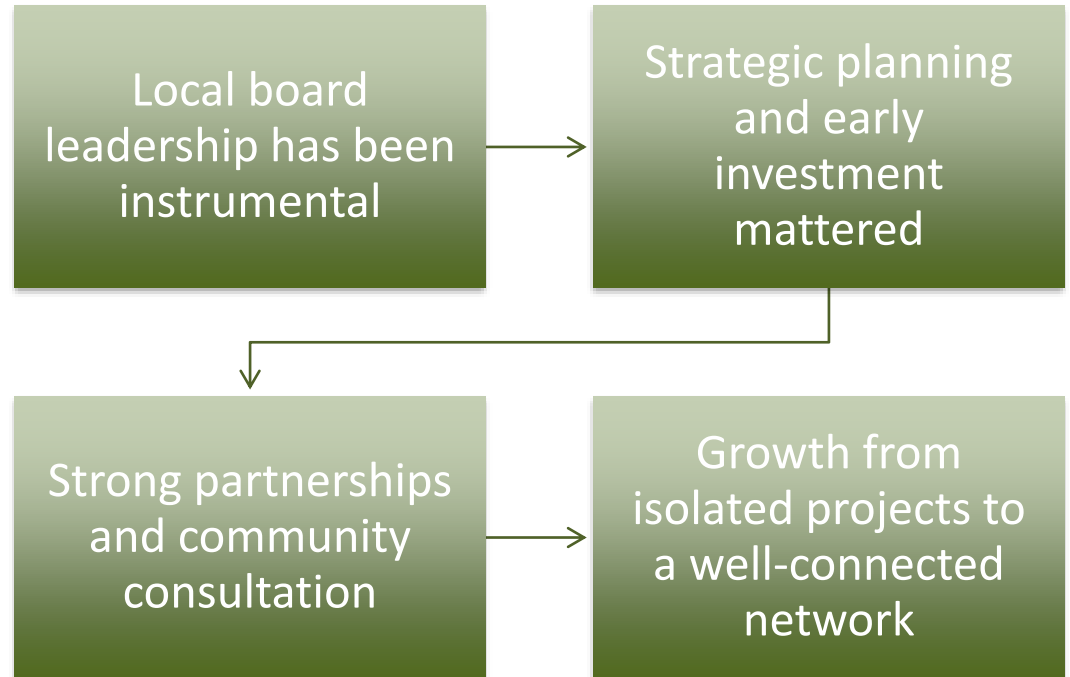 Local board
leadership has been
instrumental
Strategic planning
and early
investment
mattered
Strong partnerships
and community
consultation
Growth from
isolated projects to
a well-connected
network